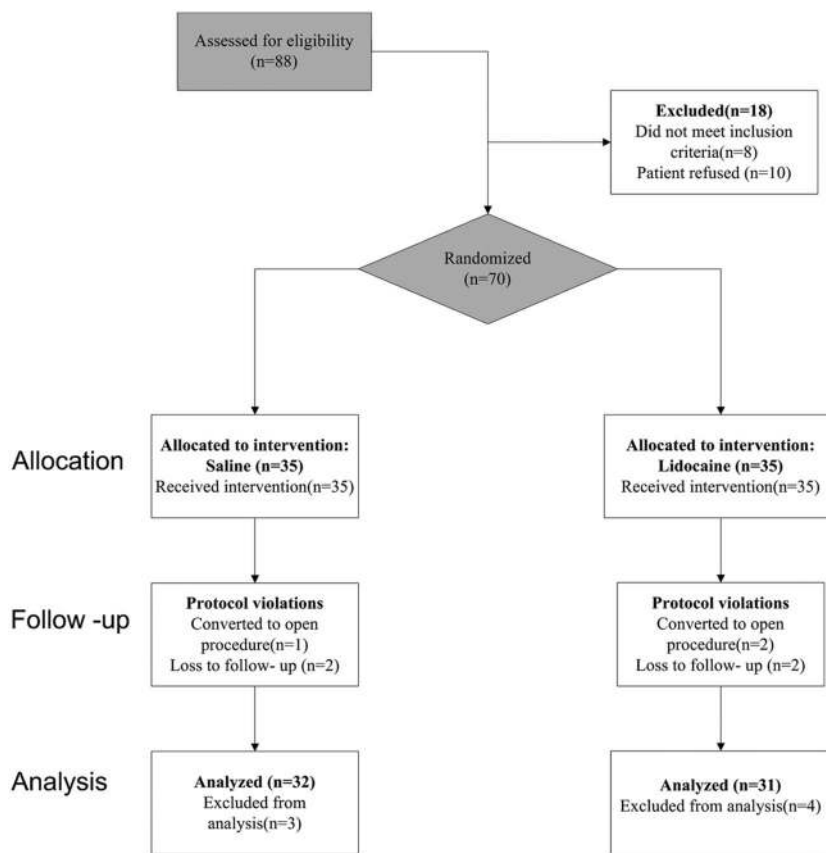 Assessed for eligibility
(n=88)
Excluded(n=18)
Did not meet inclusion
criteria(n=8)
Patient refused (n=10)
Randomized
(n=70)
Allocation
Allocated to intervention:
Saline (n=35)
Received intervention(n=35)
Allocated to intervention:
Lidocaine (n=35)
Received intervention(n=35)
Follow -up
Protocol violations
Converted to open
procedure(n=1)
Loss to follow- up (n=2)
Protocol violations
Converted to open
procedure(n=2)
Loss to follow- up (n=2)
Analysis
Analyzed (n=32)
Excluded from
analysis(n=3)
Analyzed (n=31)
Excluded from analysis(n=4)